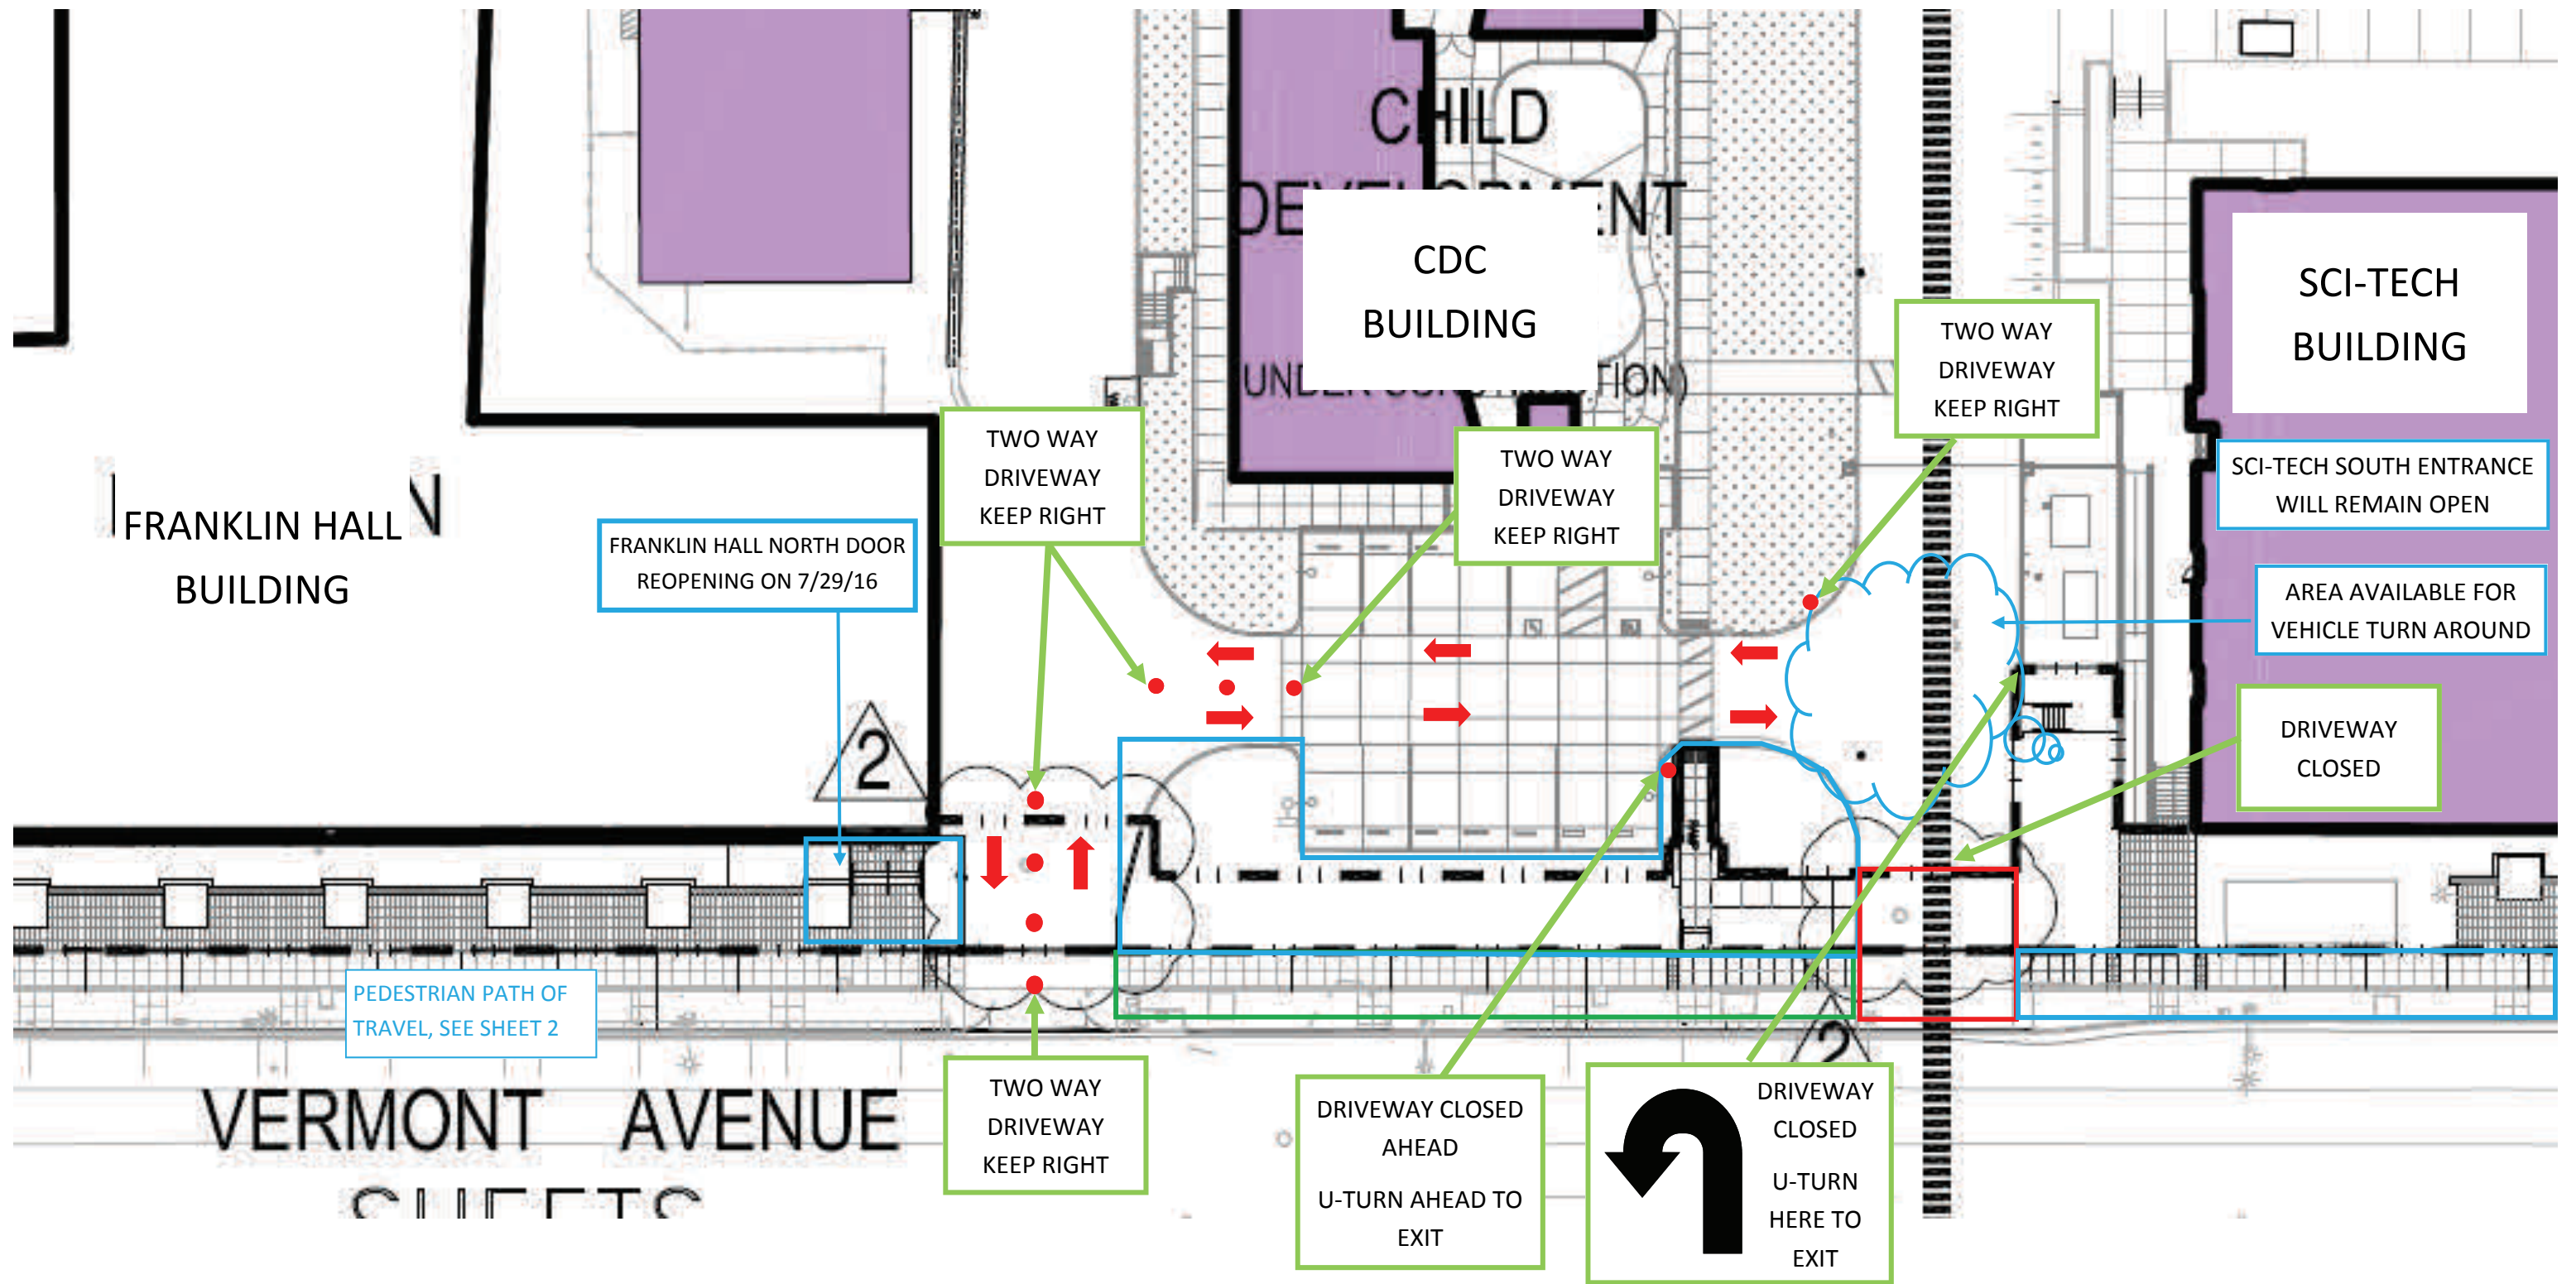 CHILD
CDC
BUILDING
SCI-TECH
BUILDING
TWO WAY
DRIVEWAY
KEEP RIGHT
TWO WAY
DRIVEWAY
KEEP RIGHT
TWO WAY
DRIVEWAY
KEEP RIGHT
SCI-TECH SOUTH ENTRANCE
WILL REMAIN OPEN
FRANKLIN HALL
BUILDING
FRANKLIN HALL NORTH DOOR
REOPENING ON 7/29/16
AREA AVAILABLE FOR
VEHICLE TURN AROUND
DRIVEWAY
CLOSED
2
PEDESTRIAN PATH OF
TRAVEL, SEE SHEET 2
2
VERMONT AVENUE
TWO WAY
DRIVEWAY
KEEP RIGHT
DRIVEWAY CLOSED
AHEAD
U-TURN AHEAD TO
EXIT
DRIVEWAY
CLOSED
U-TURN
HERE TO
EXIT